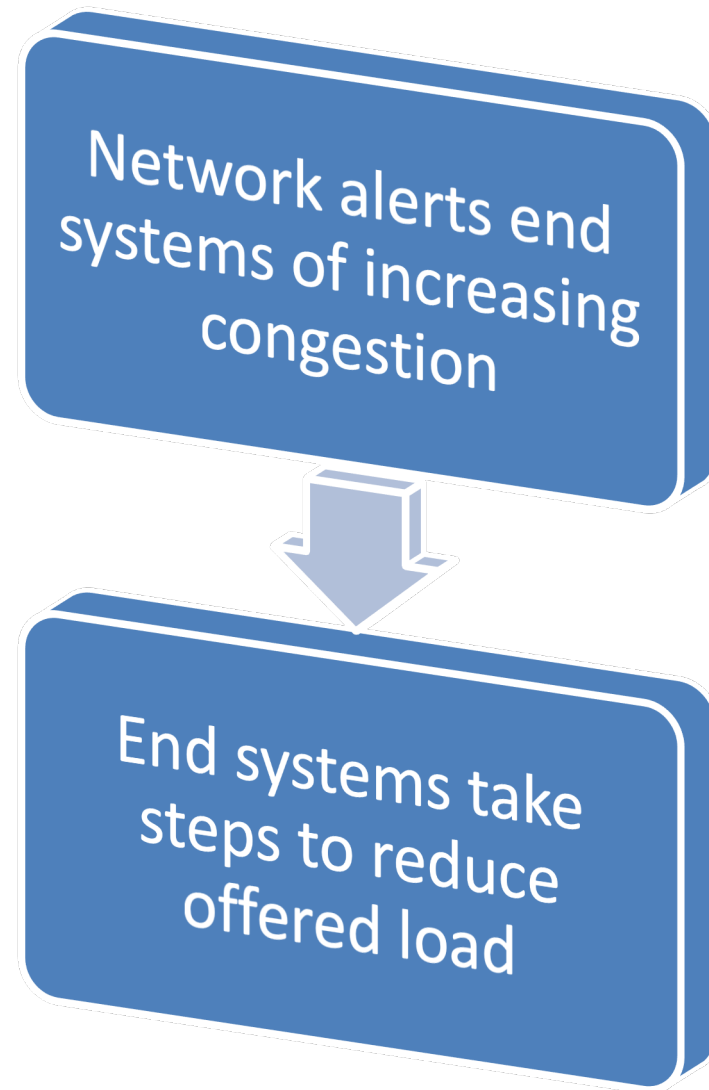 Network alerts end
systems of increasing
congestion
End systems take
steps to reduce
offered load